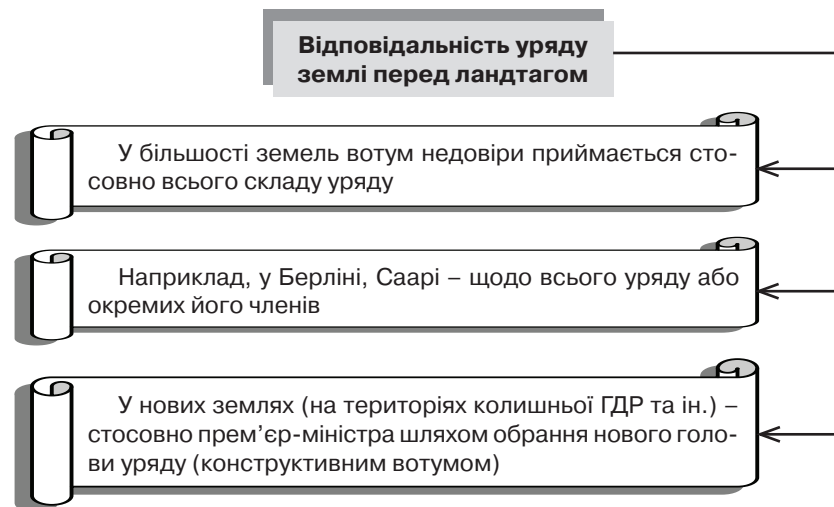 Відповідальність уряду
землі перед ландтагом
У більшості земель вотум недовіри приймається сто-
совно всього складу уряду
Наприклад, у Берліні, Саарі – щодо всього уряду або
окремих його членів
У нових землях (на територіях колишньої ГДР та ін.) –
стосовно прем’єр-міністра шляхом обрання нового голо-
ви уряду (конструктивним вотумом)